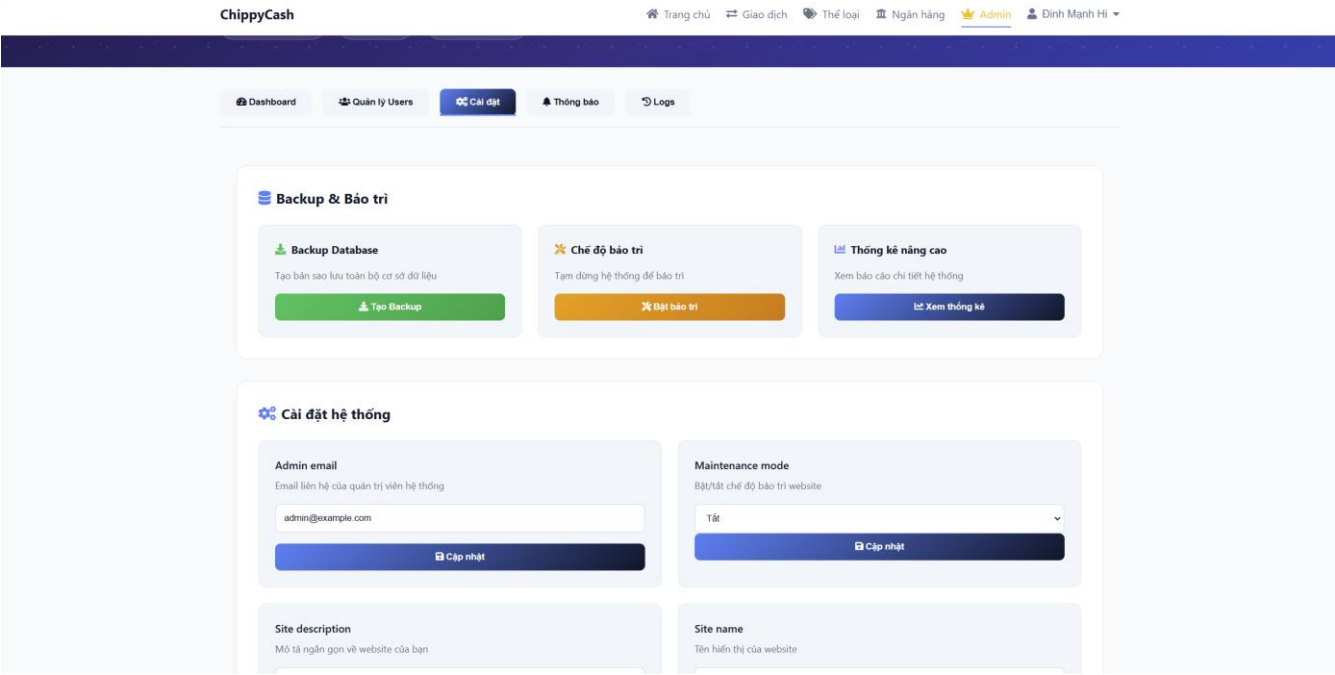 ChippyCash
Trang chủ Giao dịch Thể loại Ngân hàng Admin Đinh Mạnh Hi
Dashboard Quản lý Users Cài đặt Thông báo Logs
Backup & Bảo trì
Backup Database Chế độ bảo trì Thống kê nâng cao
Tạo bản sao lưu toàn bộ cơ sở dữ liệu Tạm dừng hệ thống để bảo trì Xem báo cáo chi tiết hệ thống
Tạo Backup Bật bảo trì Xem thống kê
Cài đặt hệ thống
Admin email Maintenance mode
Email liên hệ của quản trị viên hệ thống Bật/tắt chế độ bảo trì website
admin@example.com Tắt
Cập nhật Cập nhật
Site description Site name
Mô tả ngắn gọn về website của bạn Tên hiển thị của website